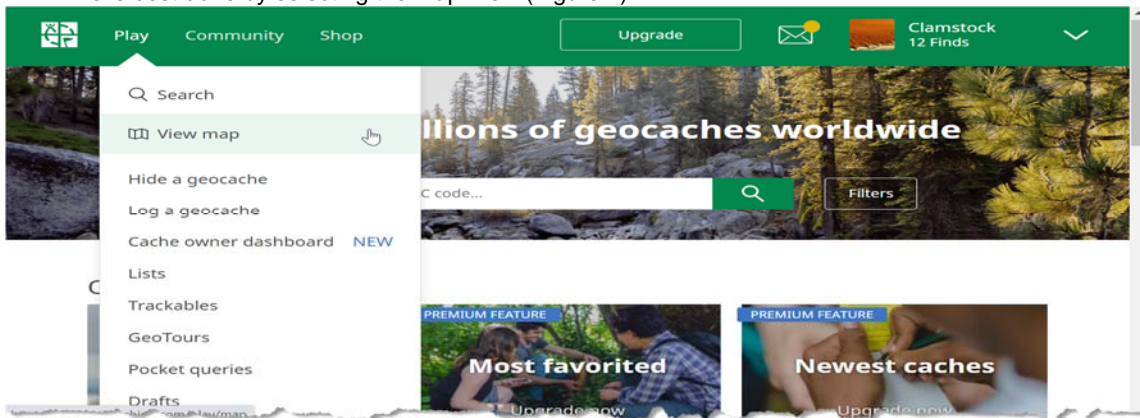 Play Community Shop Upgrade Clamstock
12 Finds
Search
View map
llions of geocaches worldwide
Hide a geocache
C code... Filters
Log a geocache
Cache owner dashboard NEW
Lists
Trackables
GeoTours
Pocket queries
Drafts
PREMIUM FEATURE
Most favorited
Upgrade now
PREMIUM FEATURE
Newest caches
Upgrade now